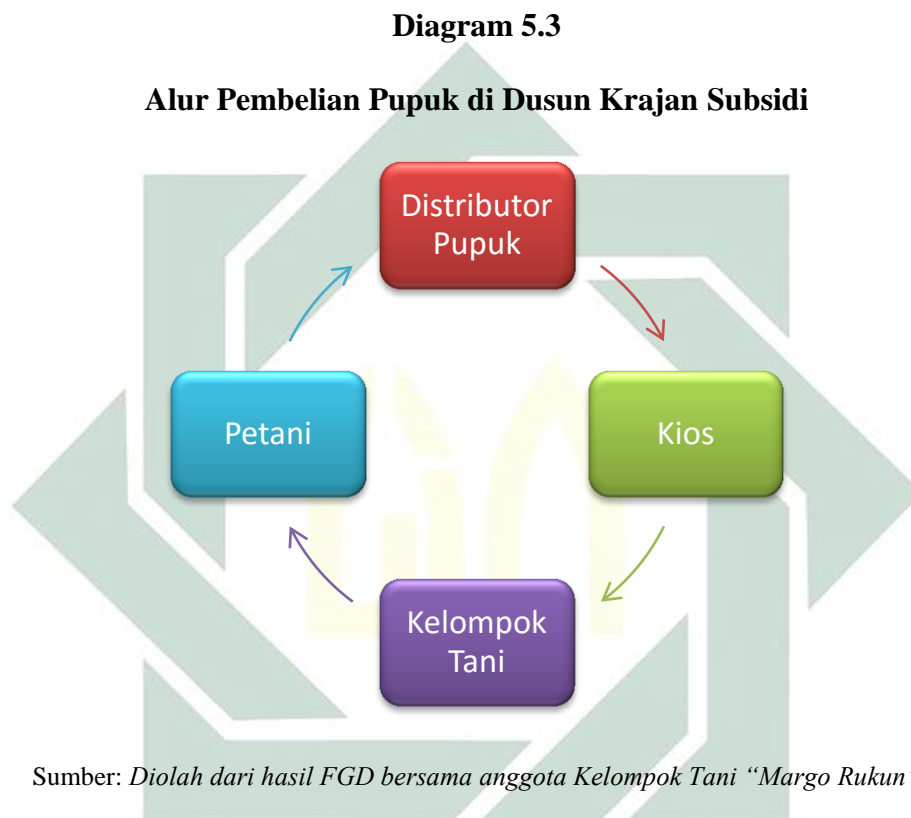 Diagram 5.3
Alur Pembelian Pupuk di Dusun Krajan Subsidi
Distributor
Pupuk
Petani
Kios
Kelompok
Tani
Sumber: Diolah dari hasil FGD bersama anggota Kelompok Tani “Margo Rukun”